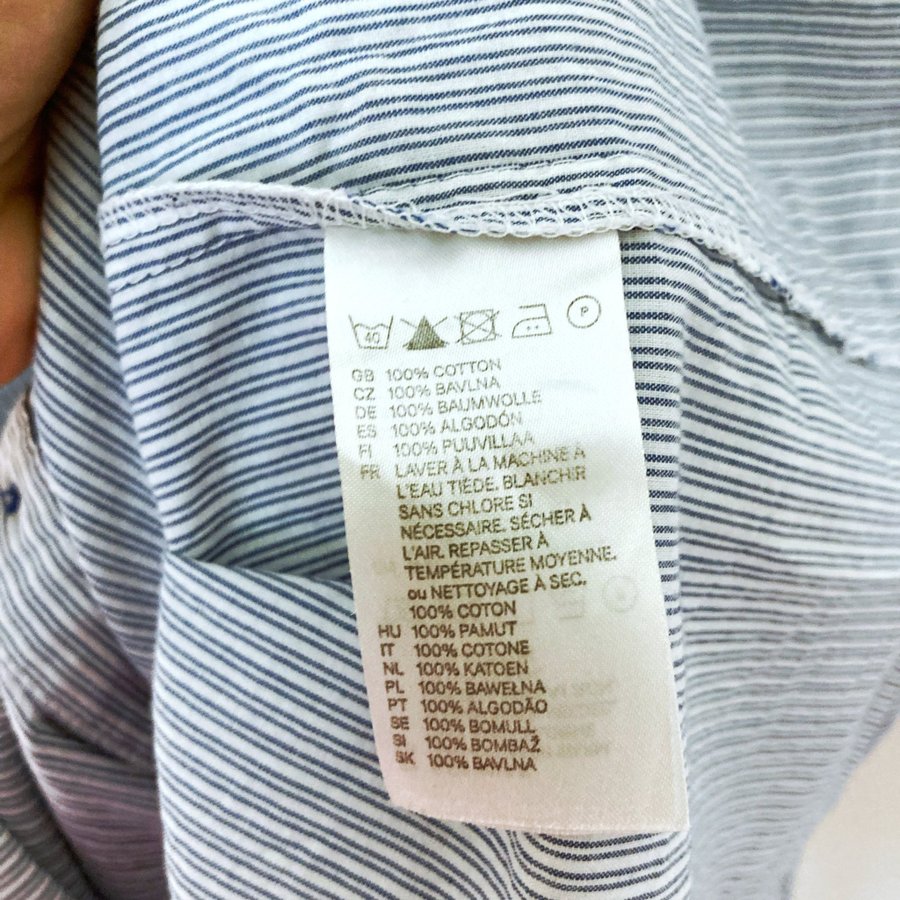 40 P
GB 100% COTTON
CZ 100% BAVLNA
DE 100% BAUMWOLLE
ES 100% ALGODÓN
FI 100% PUUVILLAA
FR LAVER À LA MACHINE À
L'EAU TIÈDE. BLANCHIR
SANS CHLORE SI
NÉCESSAIRE. SÉCHER À
L'AIR. REPASSER À
TEMPÉRATURE MOYENNE.
ou NETTOYAGE À SEC.
100% COTON
HU 100% PAMUT
IT 100% COTONE
NL 100% KATOEN
PL 100% BAWEŁNA
PT 100% ALGODÃO
SE 100% BOMULL
SI 100% BOMBAŽ
SK 100% BAVLNA